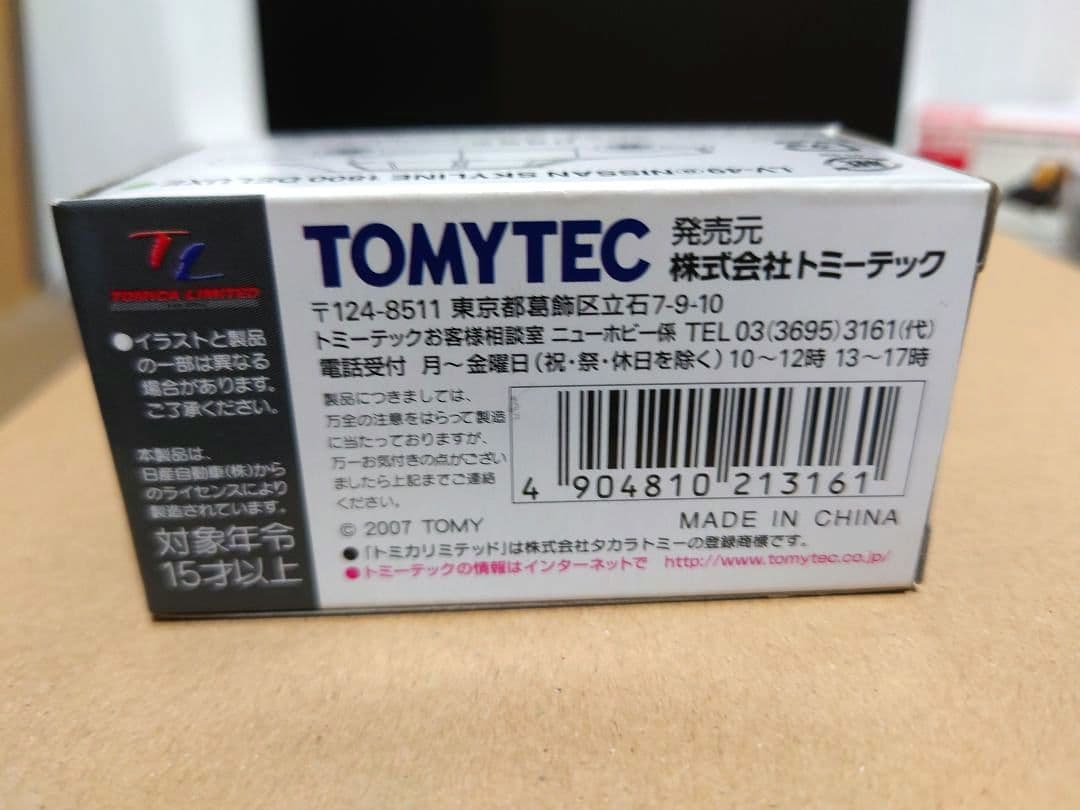 LV-49a NISSAN SKYLINE 1800 DELUXE
TL
TOMICA LIMITED
●イラストと製品
の一部は異なる
場合があります。
ご了承ください。
本製品は、
日産自動車(株)から
のライセンスにより
製造されています。
対象年令
15才以上
TOMYTEC
発売元
株式会社トミーテック
〒124-8511 東京都葛飾区立石7-9-10
トミーテックお客様相談室 ニューホビー係 TEL 03(3695)3161(代)
電話受付 月〜金曜日(祝・祭・休日を除く)10〜12時 13〜17時
製品につきましては、
万全の注意をはらって製造
に当たっておりますが、
万一お気付きの点がござい
ましたら上記までご連絡
ください。
4 904810 213161
© 2007 TOMY
MADE IN CHINA
●「トミカリミテッド」は株式会社タカラトミーの登録商標です。
●トミーテックの情報はインターネットで http://www.tomytec.co.jp/